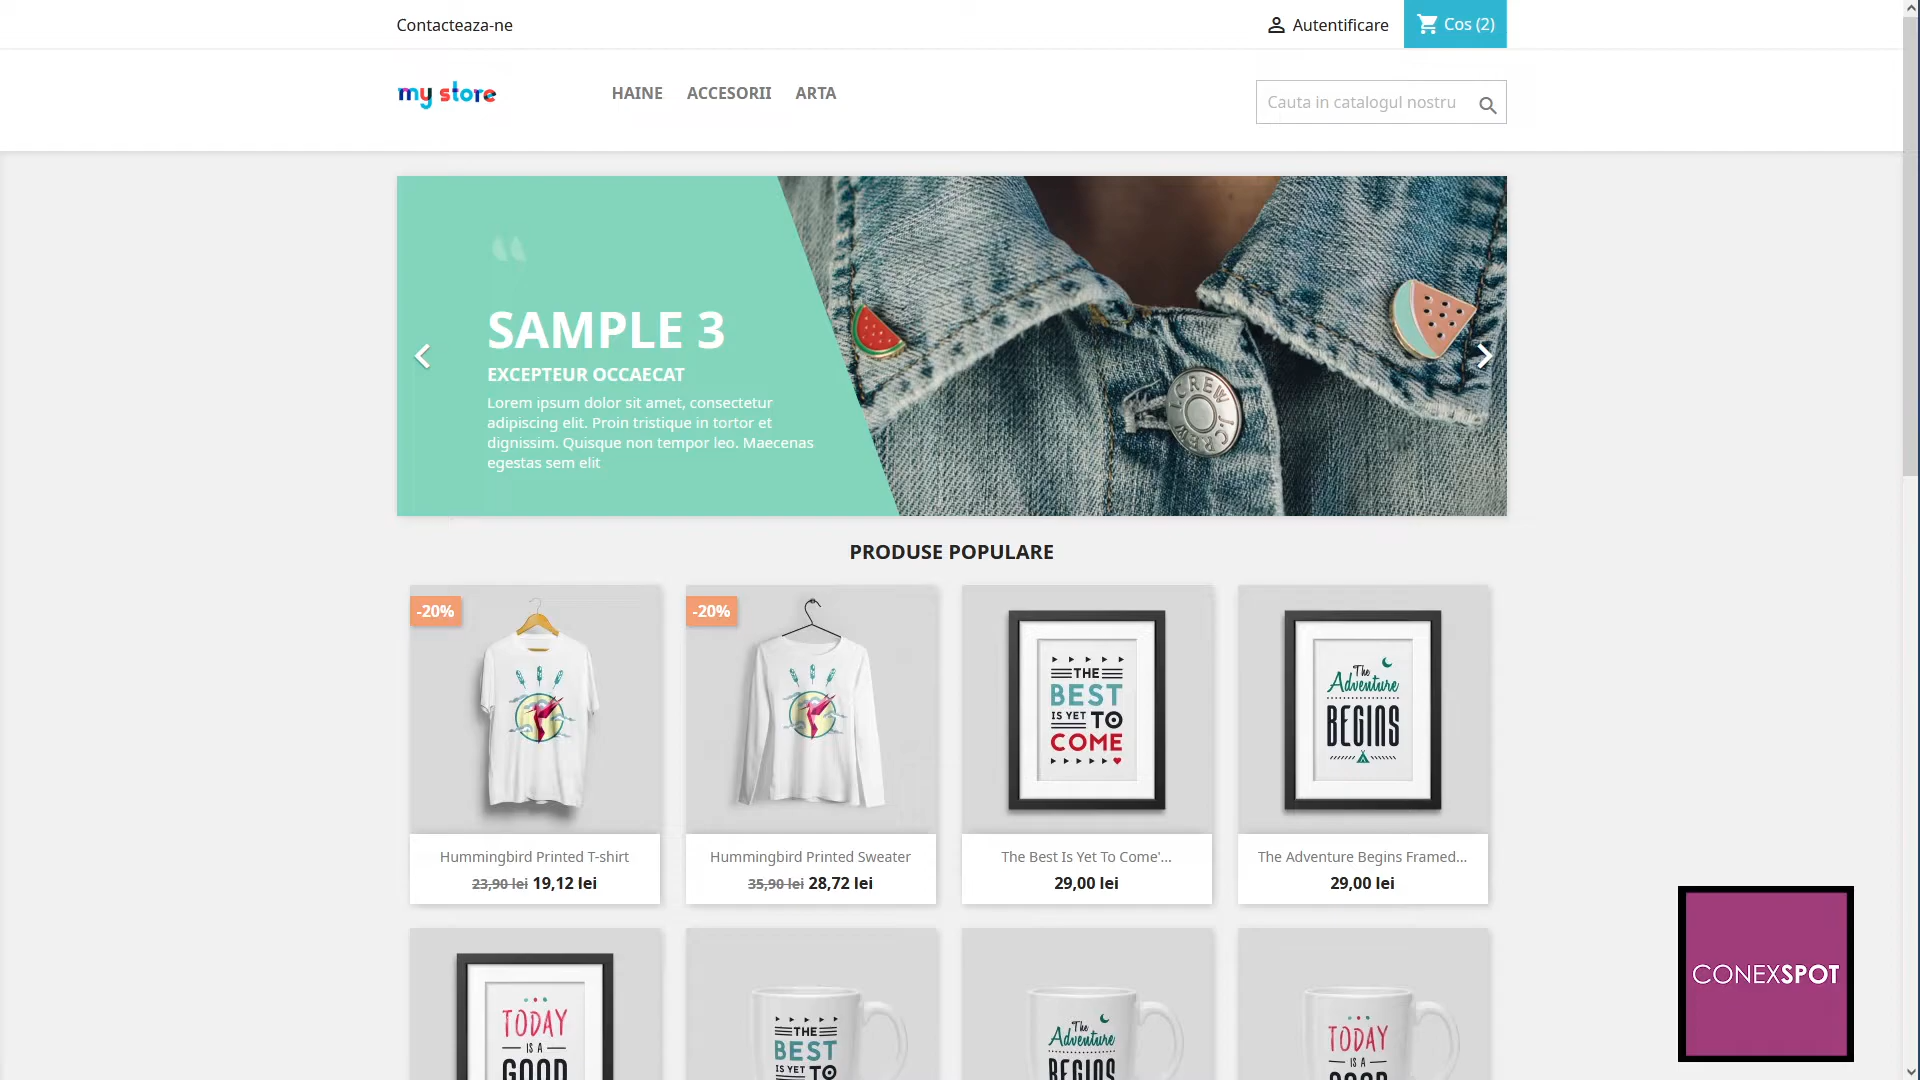 Contacteaza-ne
Autentificare
Cos (2)
my store
HAINE
ACCESORII
ARTA
Cauta in catalogul nostru
SAMPLE 3
EXCEPTEUR OCCAECAT
Lorem ipsum dolor sit amet, consectetur
adipiscing elit. Proin tristique in tortor et
dignissim. Quisque non tempor leo. Maecenas
egestas sem elit
J.CREW J.CREW
PRODUSE POPULARE
-20%
-20%
THE
BEST
IS YET TO
COME
The
Adventure
BEGINS
Hummingbird Printed T-shirt
23,90 lei 19,12 lei
Hummingbird Printed Sweater
35,90 lei 28,72 lei
The Best Is Yet To Come'...
29,00 lei
The Adventure Begins Framed...
29,00 lei
TODAY
IS A
GOOD
THE
BEST
IS YET TO
The
Adventure
BEGINS
TODAY
IS A
GOOD
CONEXSPOT